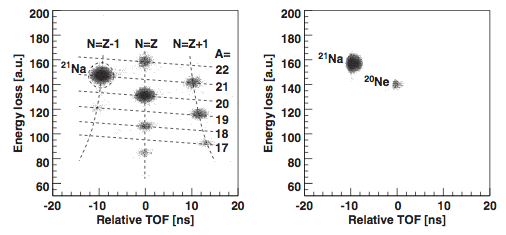 200
180
160
140
120
100
80
60
Energy loss [a.u.]
N=Z-1 N=Z N=Z+1 A=
²¹Na
22
21
20
19
18
17
-20 -10 0 10 20
Relative TOF [ns]
200
180
160
140
120
100
80
60
Energy loss [a.u.]
²¹Na
²⁰Ne
-20 -10 0 10 20
Relative TOF [ns]